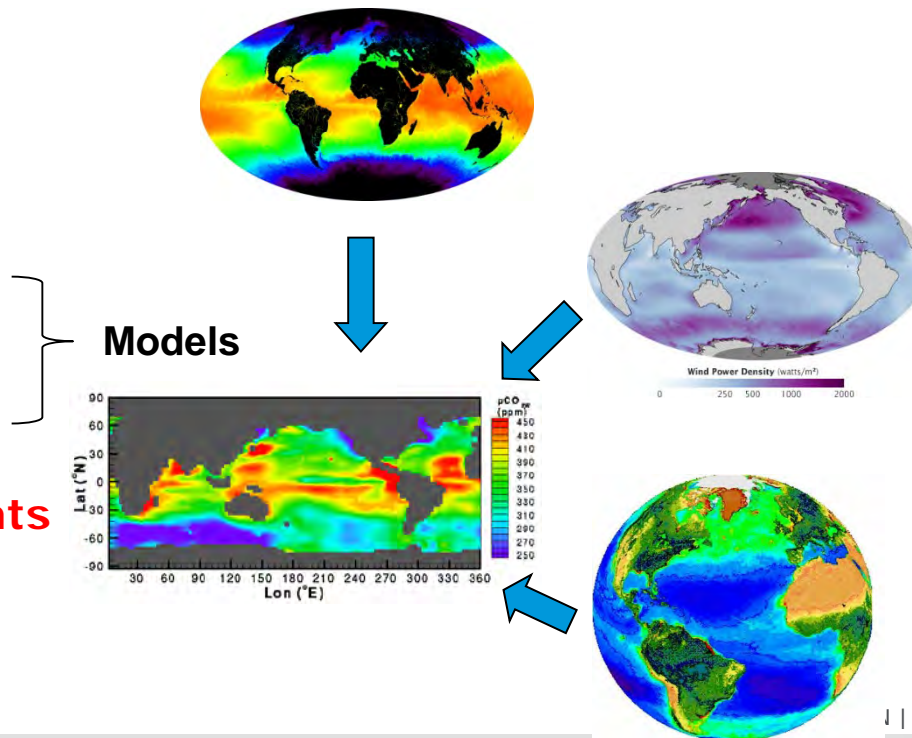 Wind Power Density (watts/m²)
0 250 500 1000 2000
Models
pCO₂sw
(ppm)
450
430
410
390
370
350
330
310
290
270
250
90
60
30
0
-30
-60
-90
Lat (°N)
30 60 90 120 150 180 210 240 270 300 330 360
Lon (°E)
nts
|